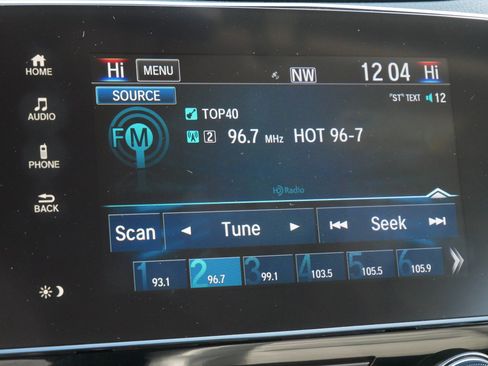 HOME
AUDIO
PHONE
BACK
Hi MENU NW 12 04 Hi
SOURCE "ST" TEXT 12
TOP40
FM 2 96.7 MHz HOT 96-7
HD Radio
Scan Tune Seek
1 93.1 2 96.7 3 99.1 4 103.5 5 105.5 6 105.9